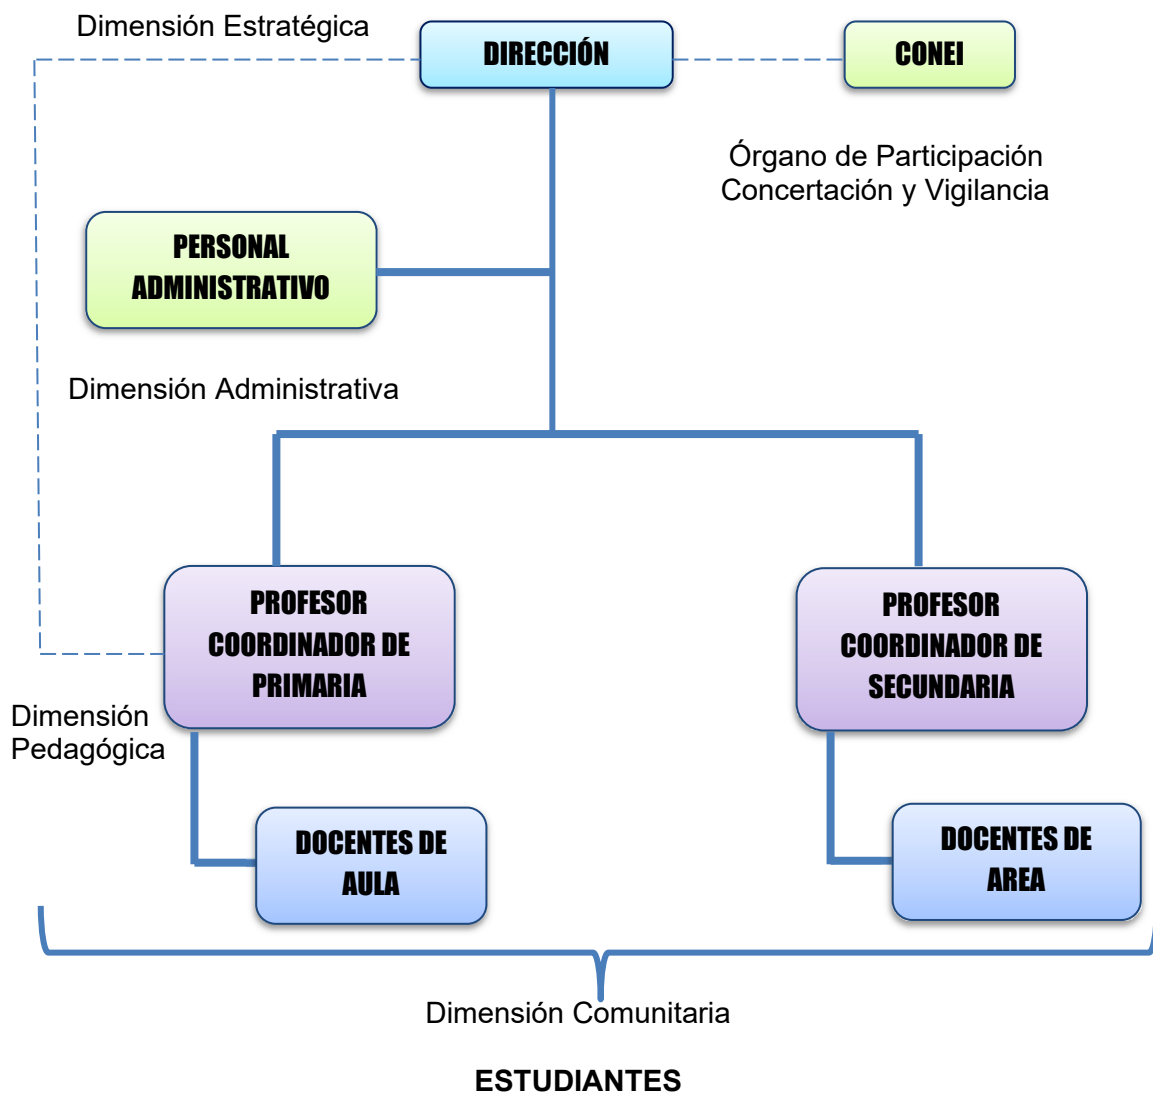 Dimensión Estratégica
DIRECCIÓN
CONEI
Órgano de Participación
Concertación y Vigilancia
PERSONAL
ADMINISTRATIVO
Dimensión Administrativa
PROFESOR
COORDINADOR DE
PRIMARIA
PROFESOR
COORDINADOR DE
SECUNDARIA
Dimensión
Pedagógica
DOCENTES DE
AULA
DOCENTES DE
AREA
Dimensión Comunitaria
ESTUDIANTES